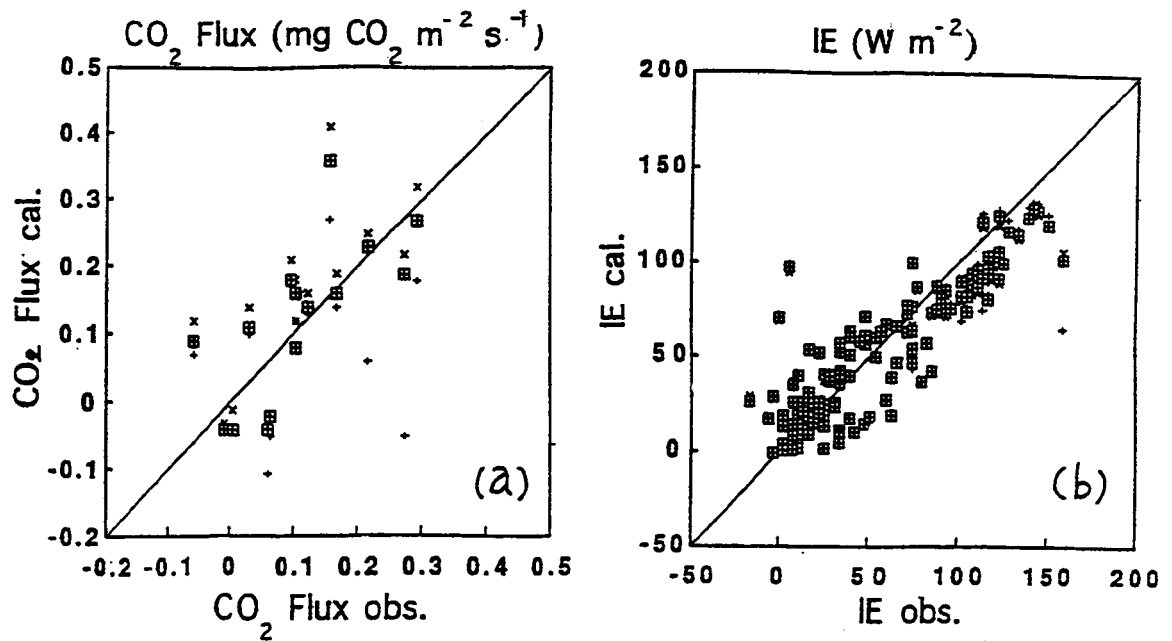 CO2 Flux (mg CO2 m-2 s-1)
0.5
0.4
0.3
0.2
0.1
0
-0.1
-0.2
CO2 Flux cal.
-0.2 -0.1 0 0.1 0.2 0.3 0.4 0.5
CO2 Flux obs.
(a)
lE (W m-2)
200
150
100
50
0
-50
lE cal.
-50 0 50 100 150 200
lE obs.
(b)